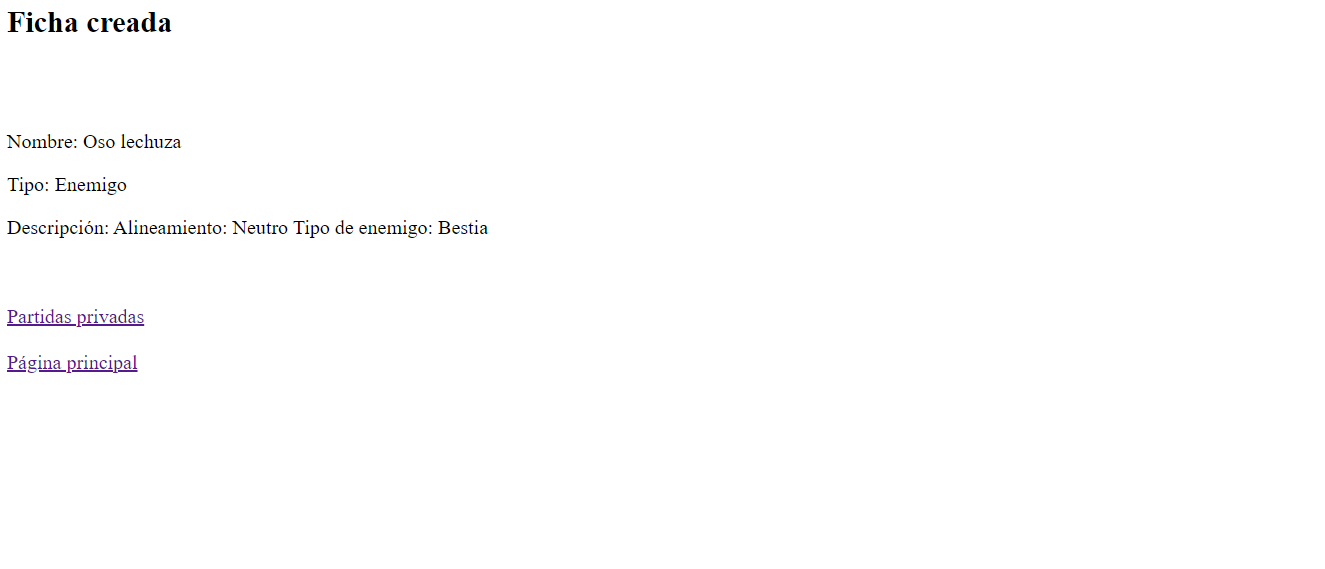 Ficha creada
Nombre: Oso lechuza
Tipo: Enemigo
Descripción: Alineamiento: Neutro Tipo de enemigo: Bestia
Partidas privadas
Página principal